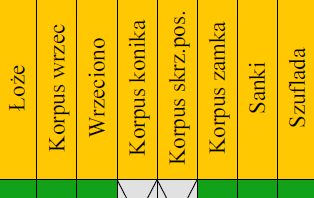 Łoże
Korpus wrzec
Wrzeciono
Korpus konika
Korpus skrz.pos.
Korpus zamka
Sanki
Szuflada